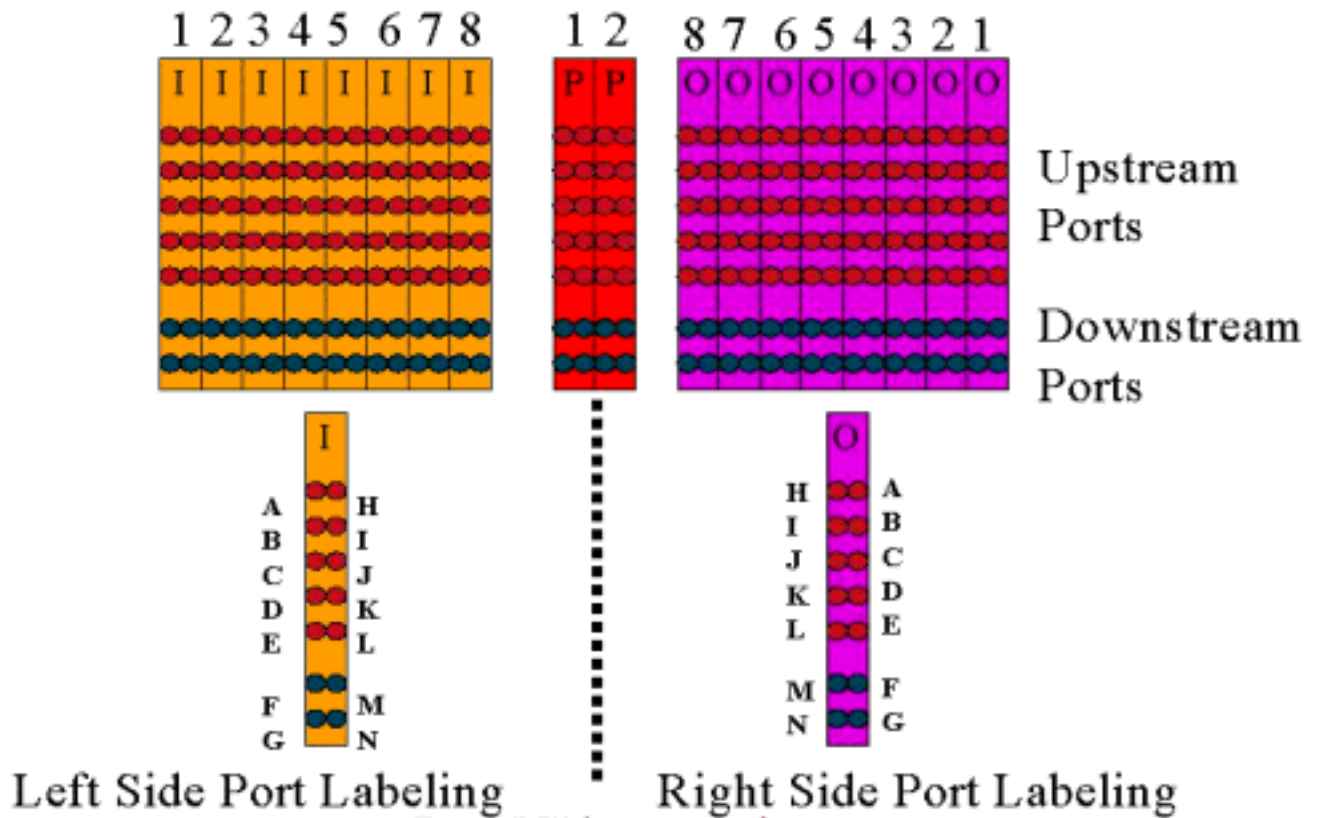 1 2 3 4 5 6 7 8 1 2 8 7 6 5 4 3 2 1
I I I I I I I I P P O O O O O O O O
Upstream
Ports
Downstream
Ports
I
A H
B I
C J
D K
E L
F M
G N
Left Side Port Labeling
O
H A
I B
J C
K D
L E
M F
N G
Right Side Port Labeling